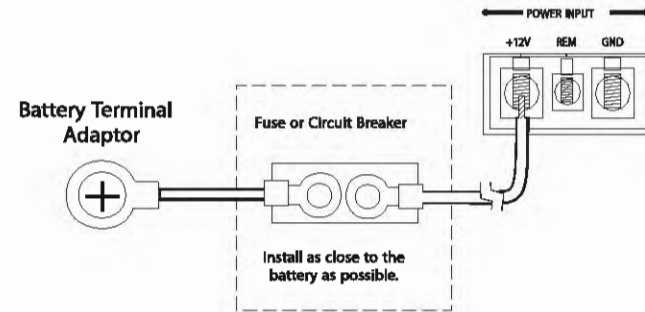 POWER INPUT
+12V REM GND
Battery Terminal
Adaptor
Fuse or Circuit Breaker
Install as close to the
battery as possible.